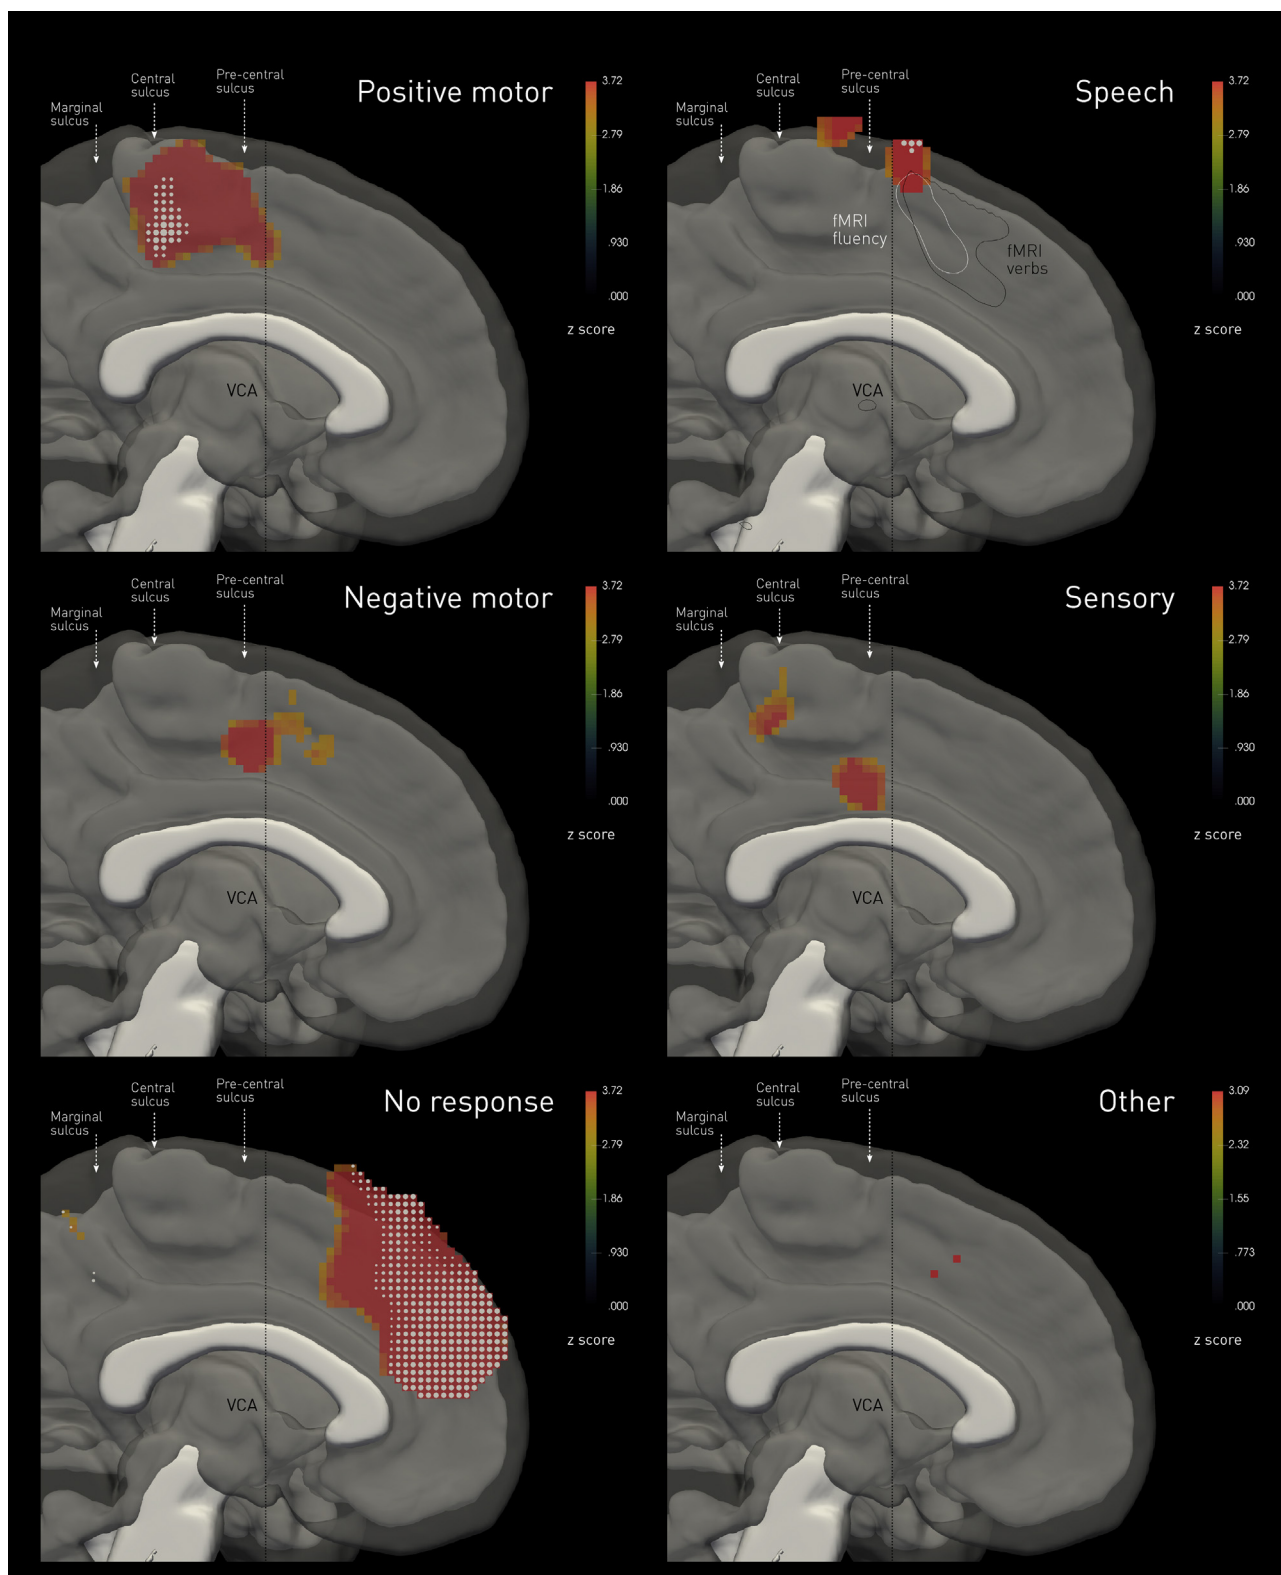 Positive motor
Marginal
sulcus
Central
sulcus
Pre-central
sulcus
3.72
2.79
1.86
.930
.000
z score
VCA
Speech
Marginal
sulcus
Central
sulcus
Pre-central
sulcus
fMRI
fluency
fMRI
verbs
3.72
2.79
1.86
.930
.000
z score
VCA
Negative motor
Marginal
sulcus
Central
sulcus
Pre-central
sulcus
3.72
2.79
1.86
.930
.000
z score
VCA
Sensory
Marginal
sulcus
Central
sulcus
Pre-central
sulcus
3.72
2.79
1.86
.930
.000
z score
VCA
No response
Marginal
sulcus
Central
sulcus
Pre-central
sulcus
3.72
2.79
1.86
.930
.000
z score
VCA
Other
Marginal
sulcus
Central
sulcus
Pre-central
sulcus
3.09
2.32
1.55
.773
.000
z score
VCA